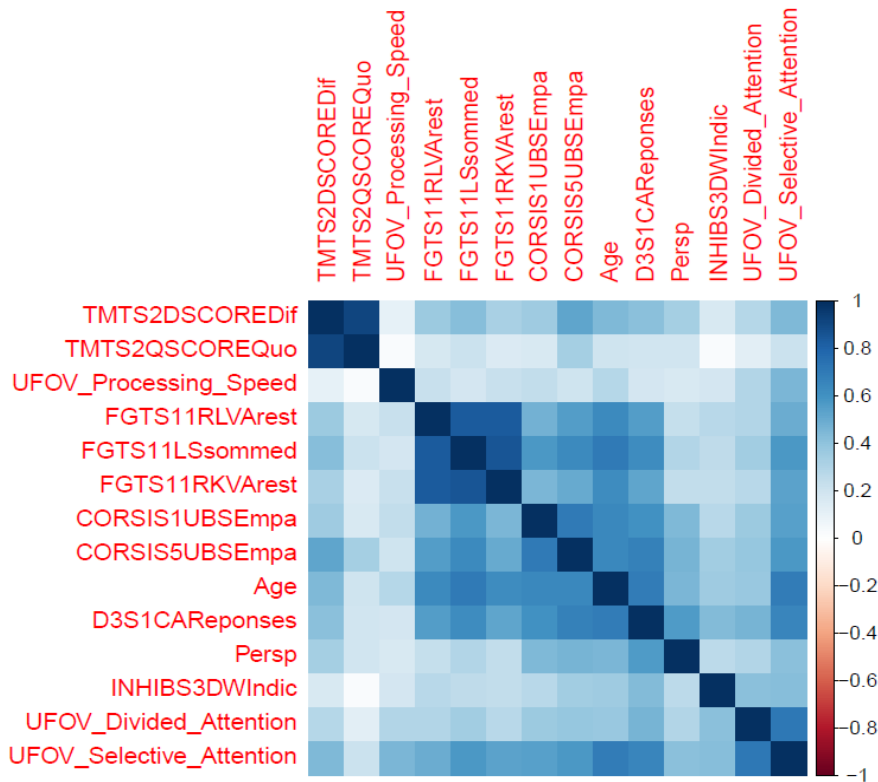 TMTS2DSCOREDif
TMTS2QSCOREQuo
UFOV_Processing_Speed
FGTS11RLVArest
FGTS11LSsommed
FGTS11RKVArest
CORSIS1UBSEmpa
CORSIS5UBSEmpa
Age
D3S1CAReponses
Persp
INHIBS3DWIndic
UFOV_Divided_Attention
UFOV_Selective_Attention
TMTS2DSCOREDif
TMTS2QSCOREQuo
UFOV_Processing_Speed
FGTS11RLVArest
FGTS11LSsommed
FGTS11RKVArest
CORSIS1UBSEmpa
CORSIS5UBSEmpa
Age
D3S1CAReponses
Persp
INHIBS3DWIndic
UFOV_Divided_Attention
UFOV_Selective_Attention
1
0.8
0.6
0.4
0.2
0
−0.2
−0.4
−0.6
−0.8
−1